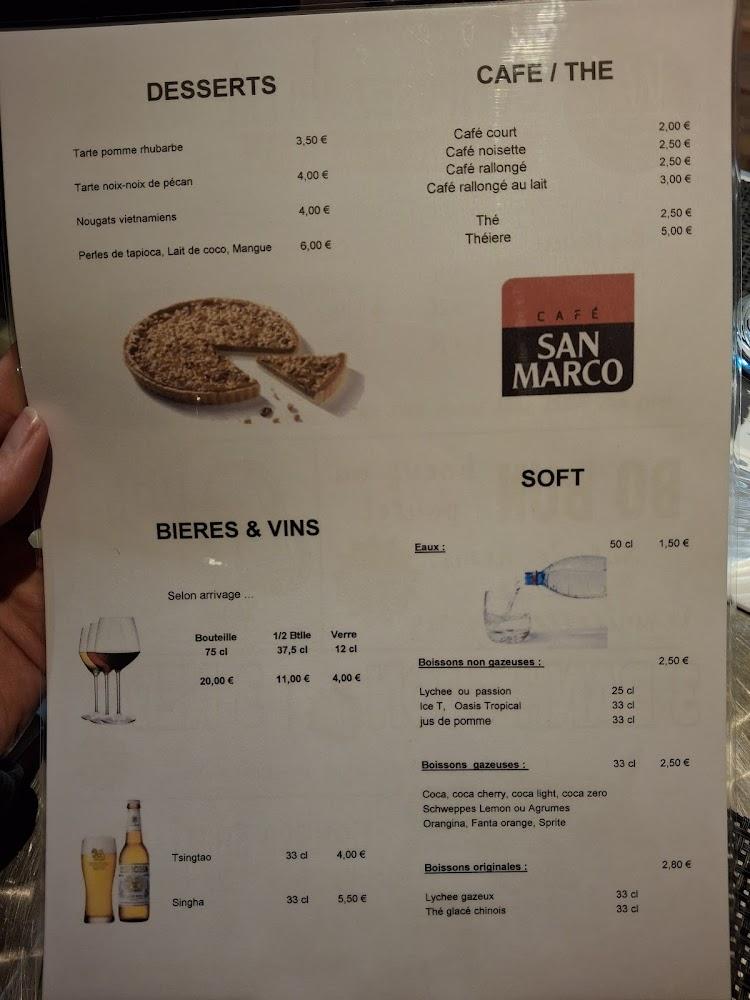 DESSERTS
Tarte pomme rhubarbe 3,50 €
Tarte noix-noix de pécan 4,00 €
Nougats vietnamiens 4,00 €
Perles de tapioca, Lait de coco, Mangue 6,00 €
CAFE / THE
Café court 2,00 €
Café noisette 2,50 €
Café rallongé 2,50 €
Café rallongé au lait 3,00 €
Thé 2,50 €
Théiere 5,00 €
CAFÉ
SAN
MARCO
BIERES & VINS
Selon arrivage ...
Bouteille 1/2 Btlle Verre
75 cl 37,5 cl 12 cl
20,00 € 11,00 € 4,00 €
Tsingtao 33 cl 4,00 €
Singha 33 cl 5,50 €
SOFT
Eaux : 50 cl 1,50 €
Boissons non gazeuses : 2,50 €
Lychee ou passion 25 cl
Ice T, Oasis Tropical 33 cl
jus de pomme 33 cl
Boissons gazeuses : 33 cl 2,50 €
Coca, coca cherry, coca light, coca zero
Schweppes Lemon ou Agrumes
Orangina, Fanta orange, Sprite
Boissons originales : 2,80 €
Lychee gazeux 33 cl
Thé glacé chinois 33 cl